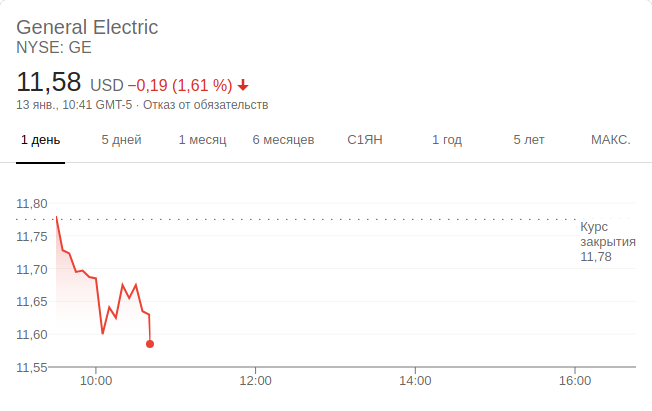 General Electric
NYSE: GE
11,58 USD −0,19 (1,61 %)
13 янв., 10:41 GMT-5 · Отказ от обязательств
1 день 5 дней 1 месяц 6 месяцев С1ЯН 1 год 5 лет МАКС.
11,80
Курс
закрытия
11,78
11,75
11,70
11,65
11,60
11,55
10:00 12:00 14:00 16:00